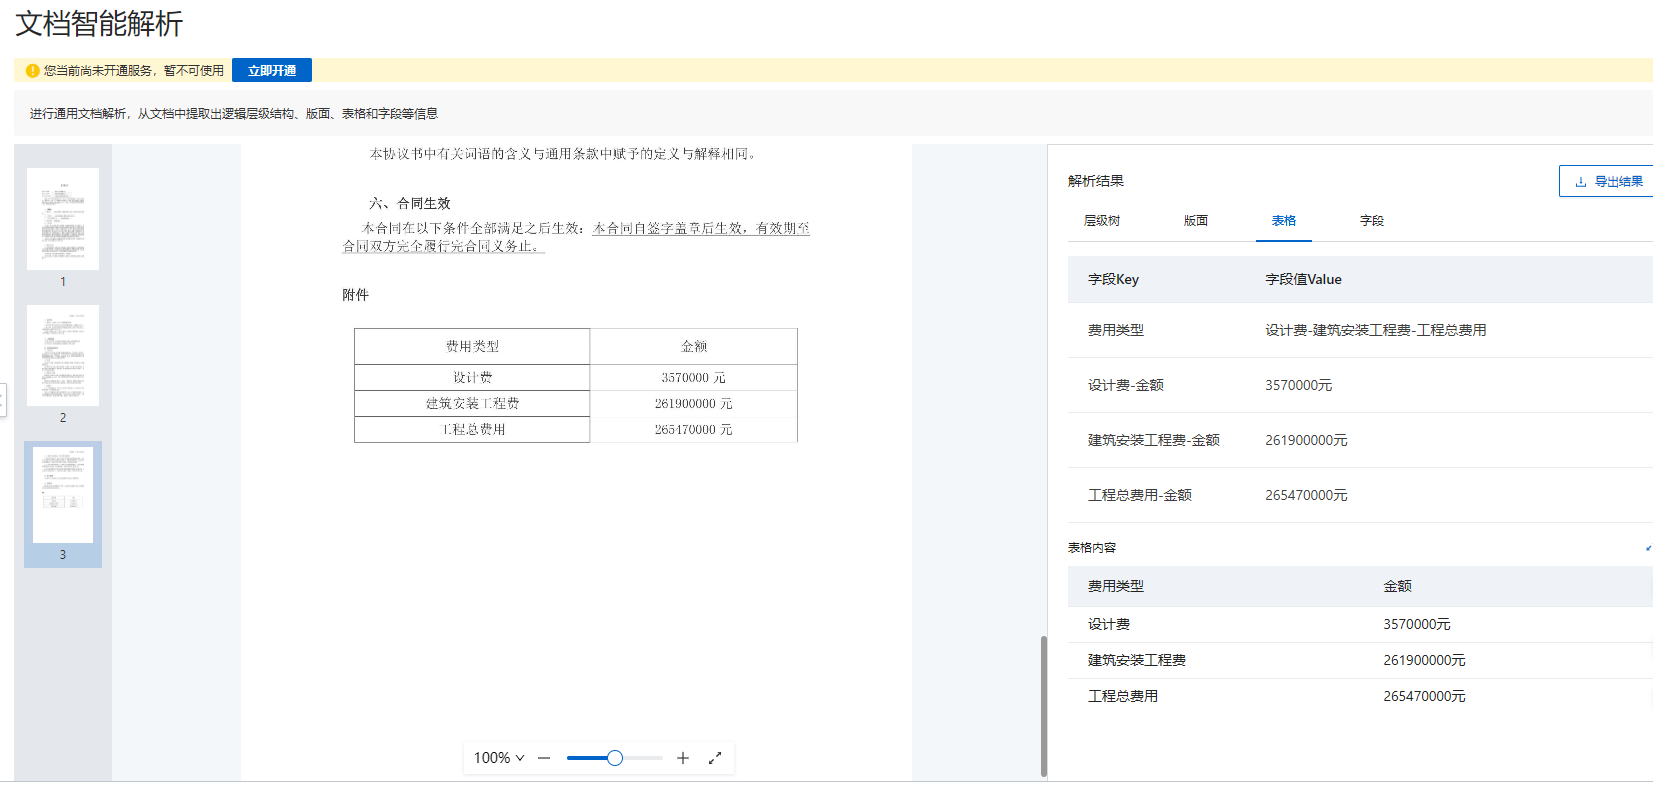 文档智能解析
您当前尚未开通服务，暂不可使用 立即开通
进行通用文档解析，从文档中提取出逻辑层级结构、版面、表格和字段等信息
1
2
3
本协议书中有关词语的含义与通用条款中赋予的定义与解释相同。
六、合同生效
本合同在以下条件全部满足之后生效：本合同自签字盖章后生效，有效期至
合同双方完全履行完合同义务止。
附件
费用类型 金额
设计费 3570000 元
建筑安装工程费 261900000 元
工程总费用 265470000 元
100%
解析结果 导出结果
层级树 版面 表格 字段
字段Key 字段值Value
费用类型 设计费-建筑安装工程费-工程总费用
设计费-金额 3570000元
建筑安装工程费-金额 261900000元
工程总费用-金额 265470000元
表格内容
费用类型 金额
设计费 3570000元
建筑安装工程费 261900000元
工程总费用 265470000元